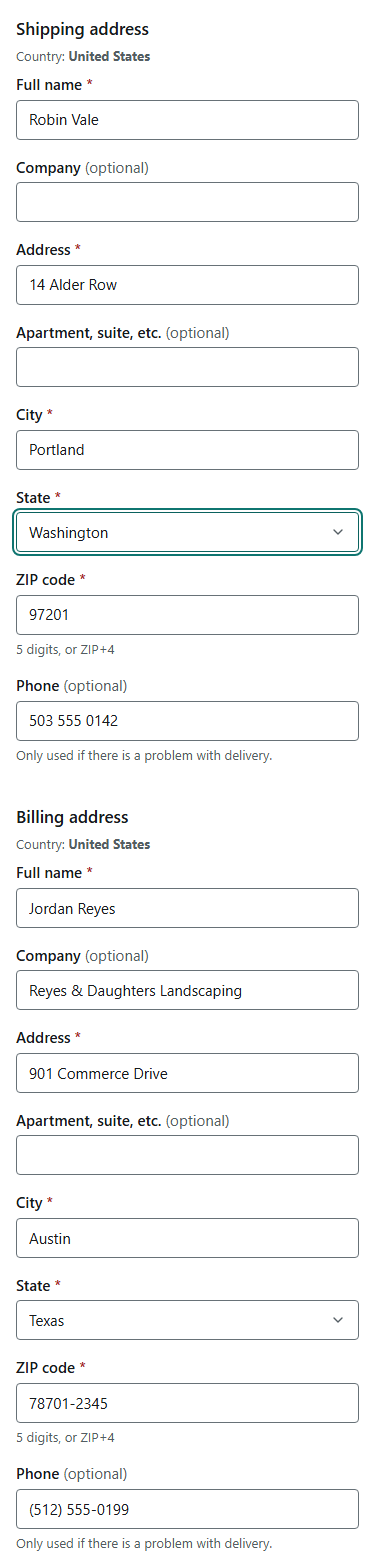 Shipping address
Country: United States
Full name *
Robin Vale
Company (optional)
Address *
14 Alder Row
Apartment, suite, etc. (optional)
City *
Portland
State *
Washington
ZIP code *
97201
5 digits, or ZIP+4
Phone (optional)
503 555 0142
Only used if there is a problem with delivery.
Billing address
Country: United States
Full name *
Jordan Reyes
Company (optional)
Reyes & Daughters Landscaping
Address *
901 Commerce Drive
Apartment, suite, etc. (optional)
City *
Austin
State *
Texas
ZIP code *
78701-2345
5 digits, or ZIP+4
Phone (optional)
(512) 555-0199
Only used if there is a problem with delivery.